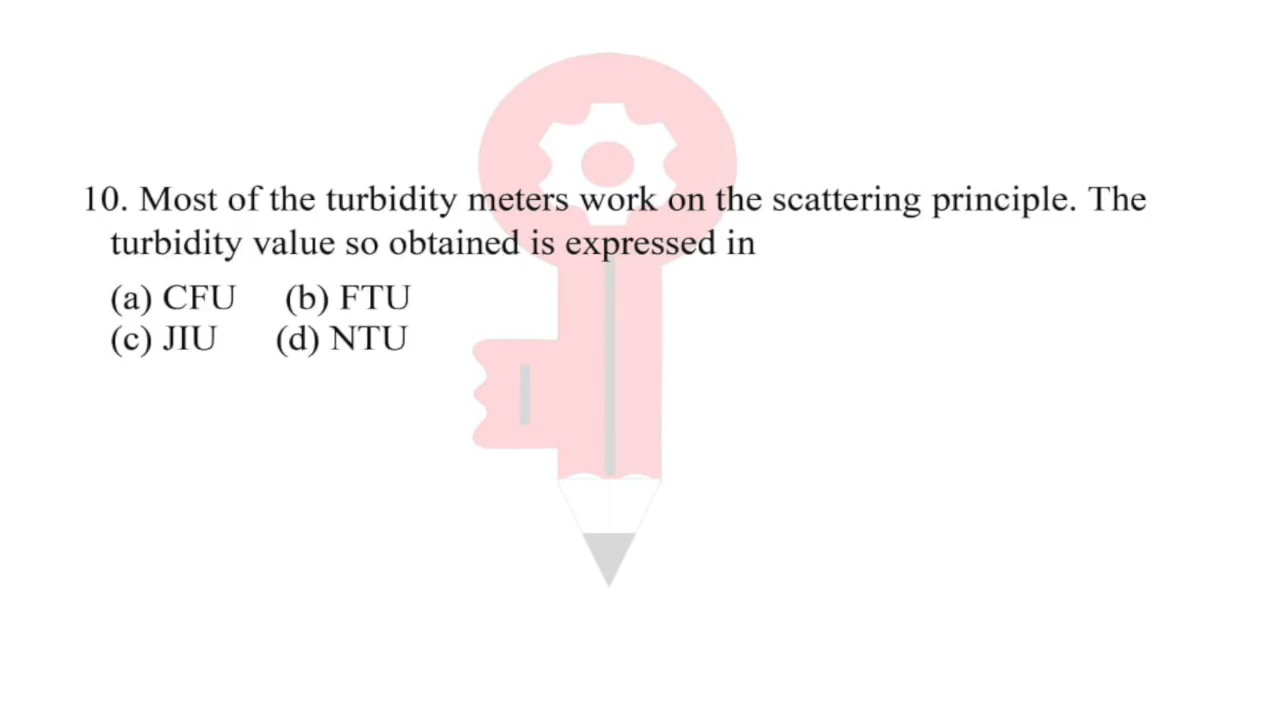 10. Most of the turbidity meters work on the scattering principle. The
turbidity value so obtained is expressed in
(a) CFU (b) FTU
(c) JIU (d) NTU